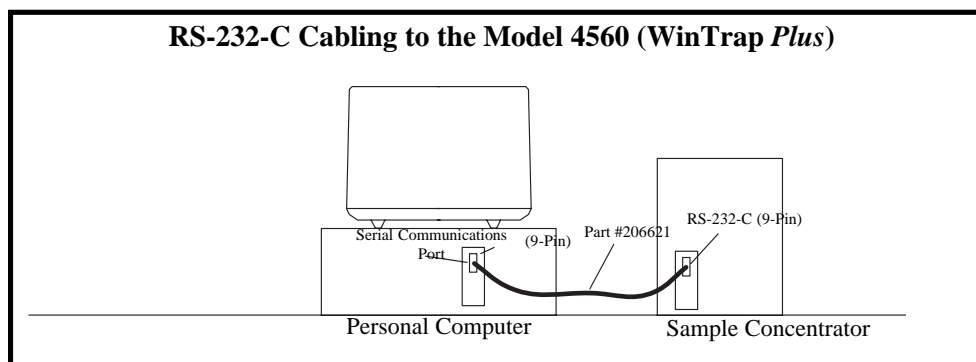 RS-232-C Cabling to the Model 4560 (WinTrap Plus)
RS-232-C (9-Pin)
Serial Communications (9-Pin)
Port
Part #206621
Personal Computer
Sample Concentrator